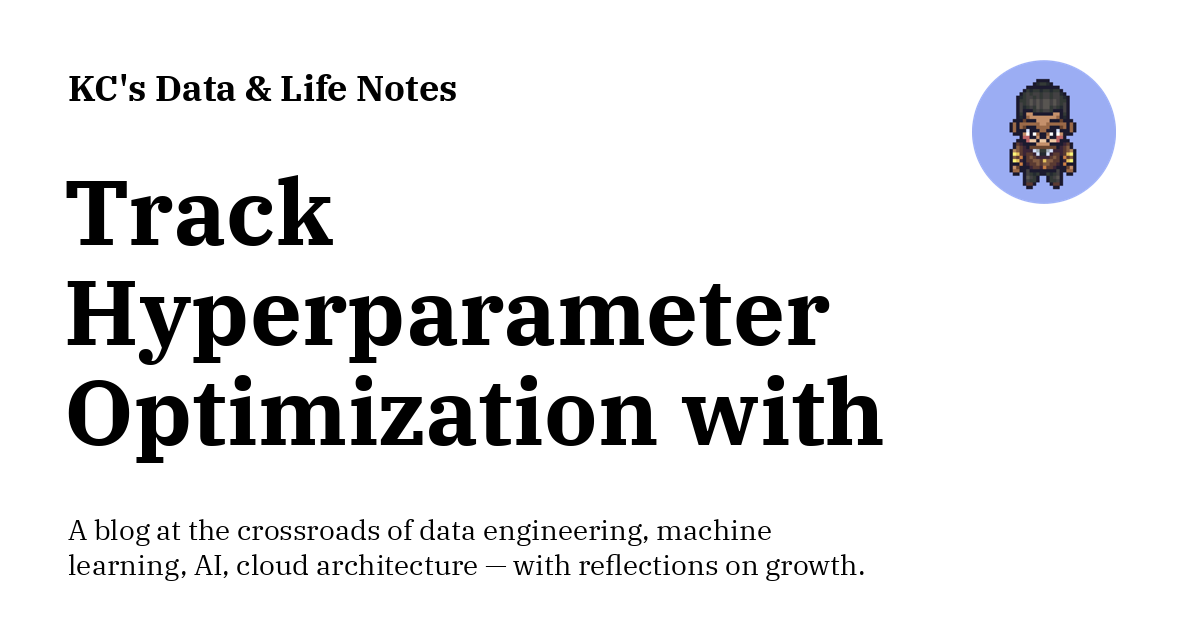 KC's Data & Life Notes
Track
Hyperparameter
Optimization with
A blog at the crossroads of data engineering, machine
learning, AI, cloud architecture — with reflections on growth.